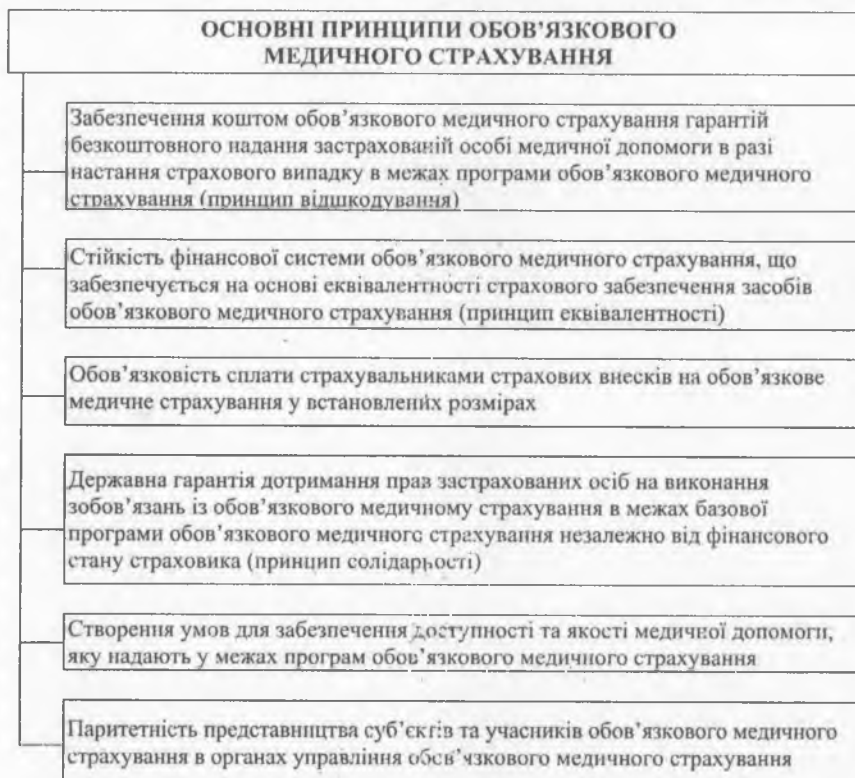 ОСНОВНІ ПРИНЦИПИ ОБОВ'ЯЗКОВОГО
МЕДИЧНОГО СТРАХУВАННЯ
Забезпечення коштом обов'язкового медичного страхування гарантій
безкоштовного надання застрахованій особі медичної допомоги в разі
настання страхового випадку в межах програми обов'язкового медичного
страхування (принцип відшкодування)
Стійкість фінансової системи обов'язкового медичного страхування, що
забезпечується на основі еквівалентності страхового забезпечення засобів
обов'язкового медичного страхування (принцип еквівалентності)
Обов'язковість сплати страхувальниками страхових внесків на обов'язкове
медичне страхування у встановлених розмірах
Державна гарантія дотримання прав застрахованих осіб на виконання
зобов'язань із обов'язкового медичному страхування в межах базової
програми обов'язкового медичного страхування незалежно від фінансового
стану страховика (принцип солідарності)
Створення умов для забезпечення доступності та якості медичної допомоги,
яку надають у межах програм обов'язкового медичного страхування
Паритетність представництва суб'єктів та учасників обов'язкового медичного
страхування в органах управління обов'язкового медичного страхування